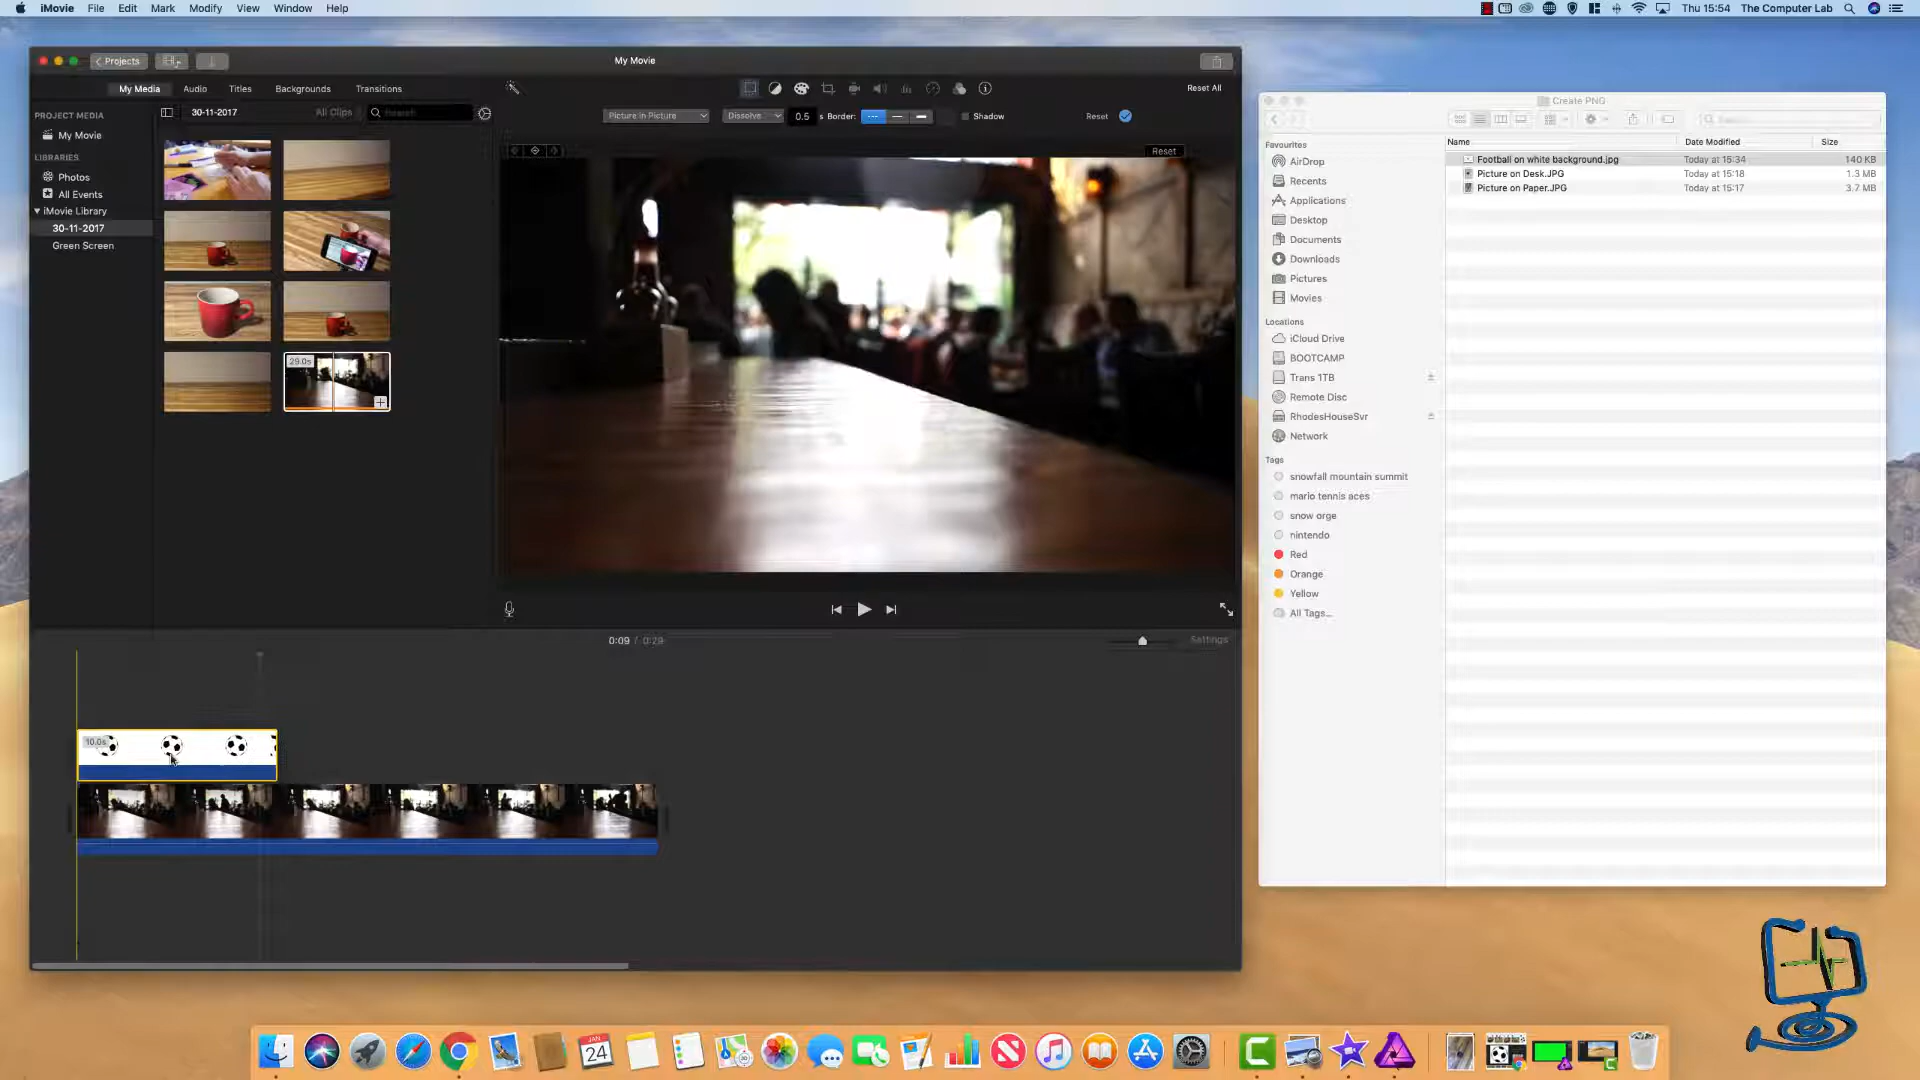 iMovie File Edit Mark Modify View Window Help
Thu 15:54 The Computer Lab
Projects
My Movie
My Media Audio Titles Backgrounds Transitions
Reset All
PROJECT MEDIA
My Movie
LIBRARIES
Photos
All Events
iMovie Library
30-11-2017
Green Screen
30-11-2017 All Clips Search
29.0s
Picture in Picture Dissolve 0.5 s Border: Shadow Reset
Reset
0:09 / 0:29
Settings
10.0s
Create PNG
Search
Favourites
AirDrop
Recents
Applications
Desktop
Documents
Downloads
Pictures
Movies
Locations
iCloud Drive
BOOTCAMP
Trans 1TB
Remote Disc
RhodesHouseSvr
Network
Tags
snowfall mountain summit
mario tennis aces
snow orge
nintendo
Red
Orange
Yellow
All Tags...
Name Date Modified Size
Football on white background.jpg Today at 15:34 140 KB
Picture on Desk.JPG Today at 15:18 1.3 MB
Picture on Paper.JPG Today at 15:17 3.7 MB
JAN
24